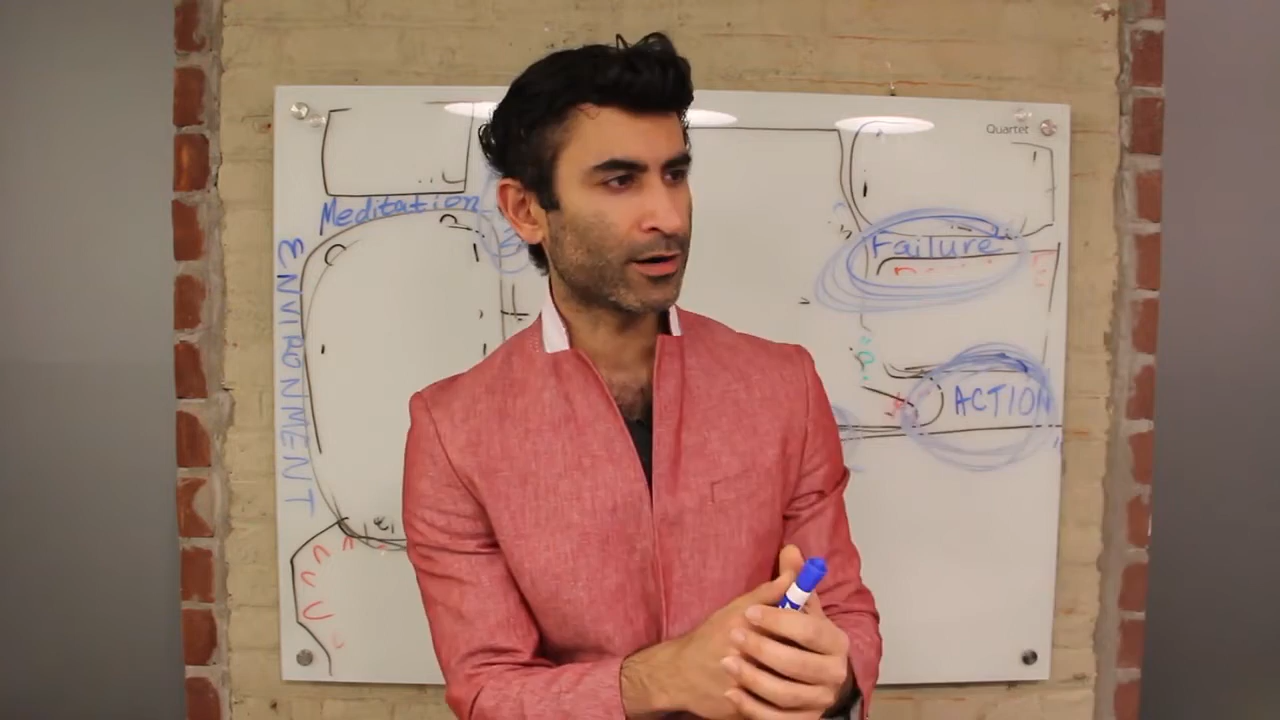 Quartet
Meditation
Failure
ENVIRONMENT
ACTION